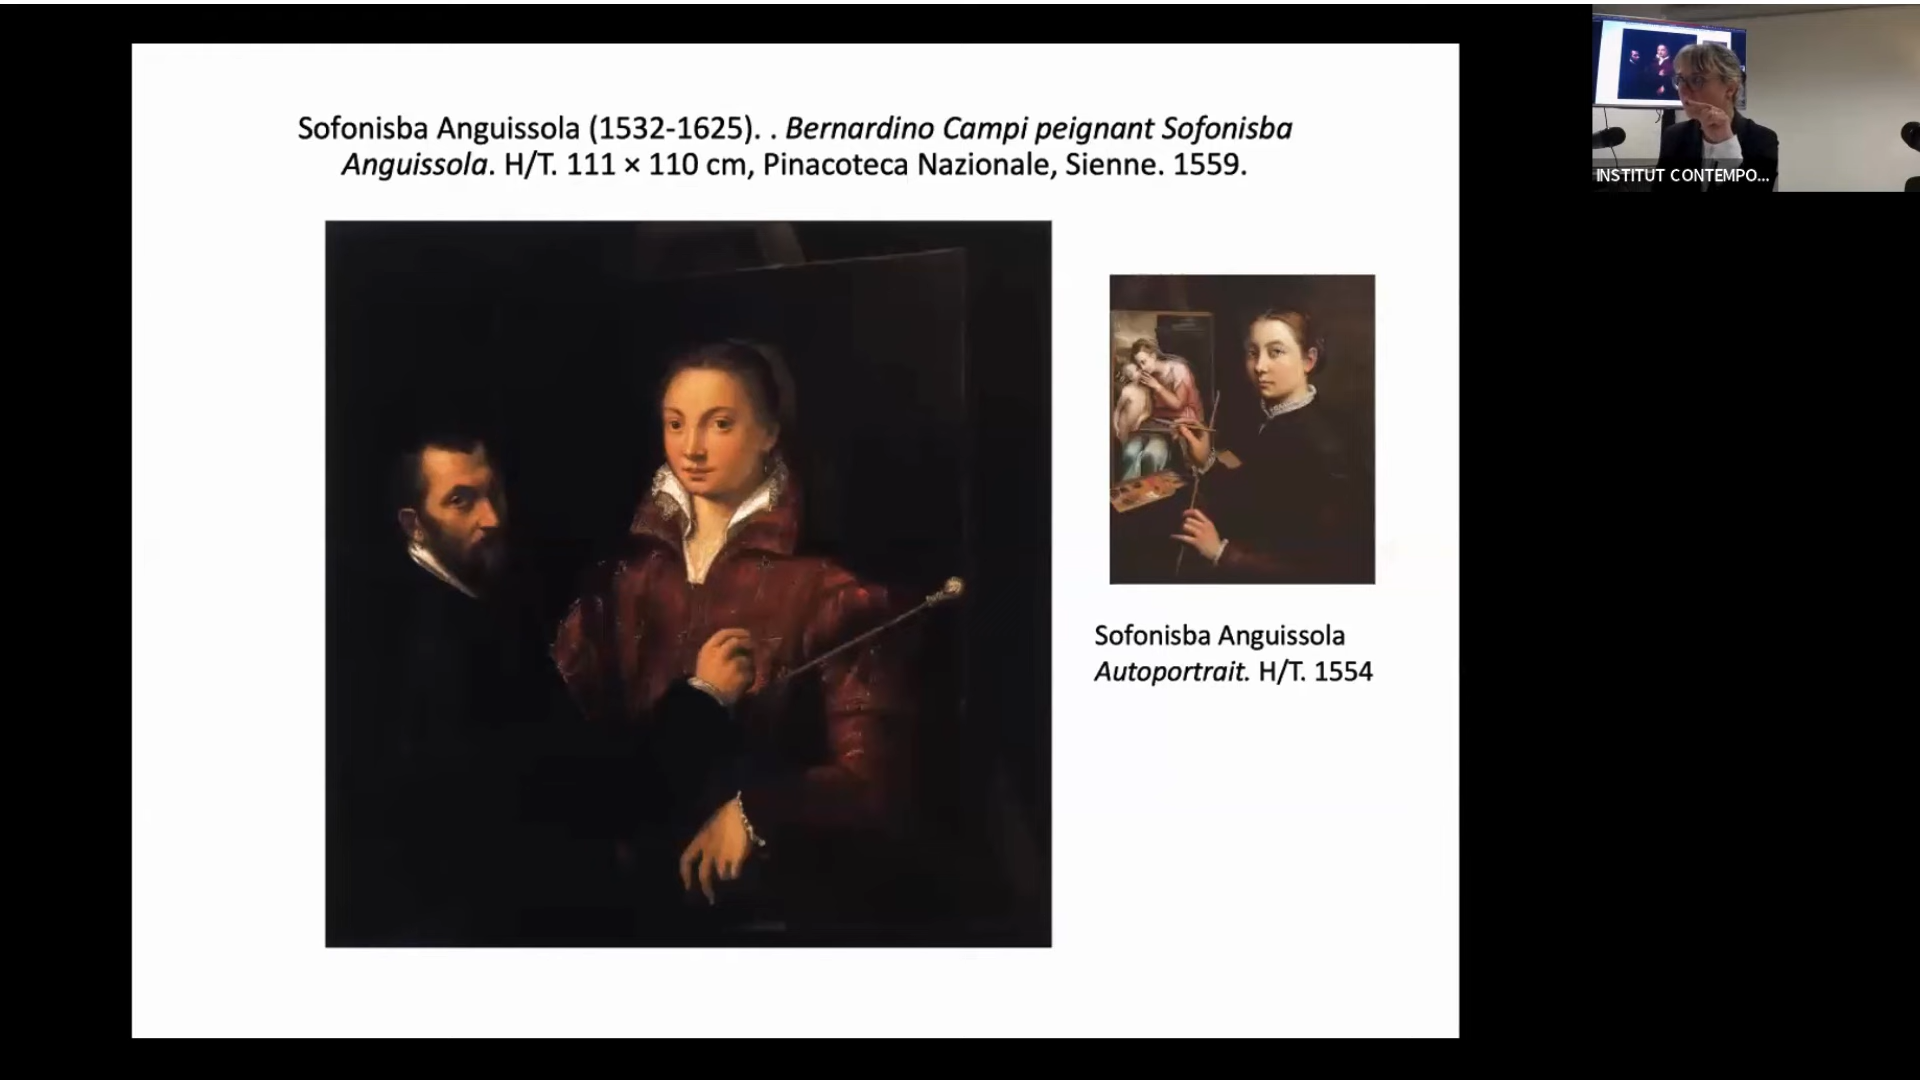 Sofonisba Anguissola (1532-1625). . Bernardino Campi peignant Sofonisba
Anguissola. H/T. 111 × 110 cm, Pinacoteca Nazionale, Sienne. 1559.
Sofonisba Anguissola
Autoportrait. H/T. 1554
INSTITUT CONTEMPO...